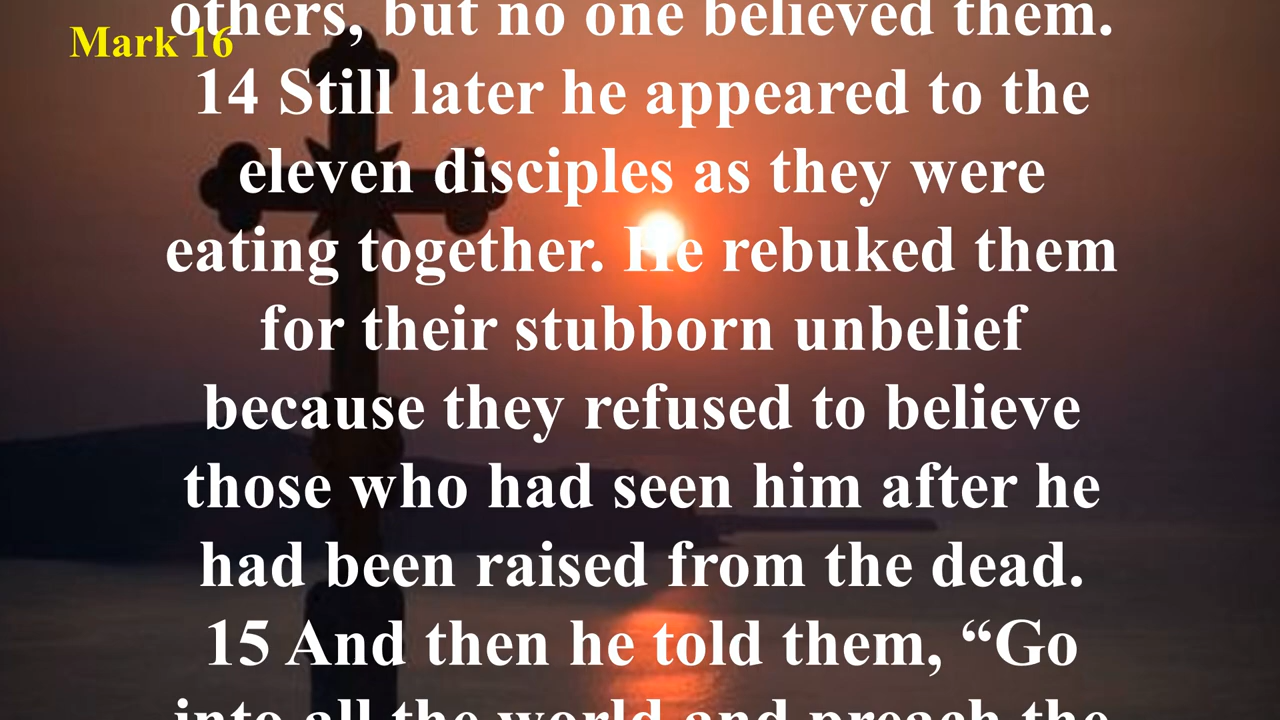 others, but no one believed them.
Mark 16
14 Still later he appeared to the
eleven disciples as they were
eating together. He rebuked them
for their stubborn unbelief
because they refused to believe
those who had seen him after he
had been raised from the dead.
15 And then he told them, “Go
into all the world and preach the